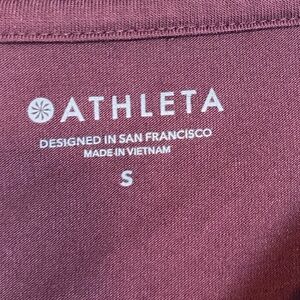 ATHLETA
DESIGNED IN SAN FRANCISCO
MADE IN VIETNAM
S